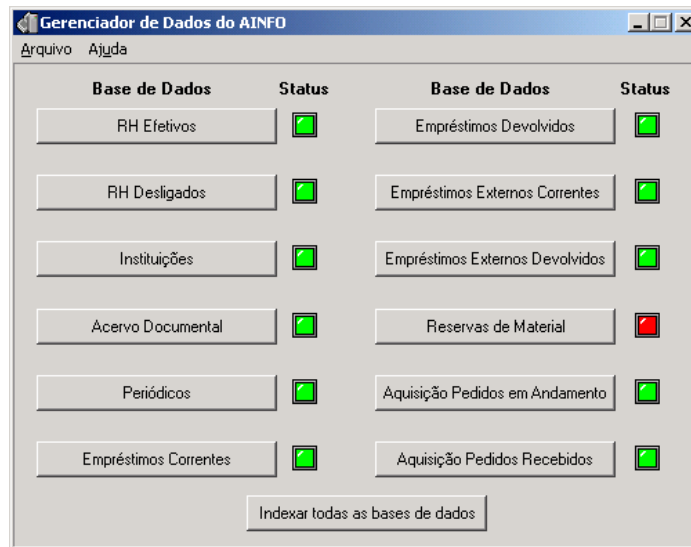 Gerenciador de Dados do AINFO
Arquivo Ajuda
Base de Dados Status Base de Dados Status
RH Efetivos Empréstimos Devolvidos
RH Desligados Empréstimos Externos Correntes
Instituições Empréstimos Externos Devolvidos
Acervo Documental Reservas de Material
Periódicos Aquisição Pedidos em Andamento
Empréstimos Correntes Aquisição Pedidos Recebidos
Indexar todas as bases de dados